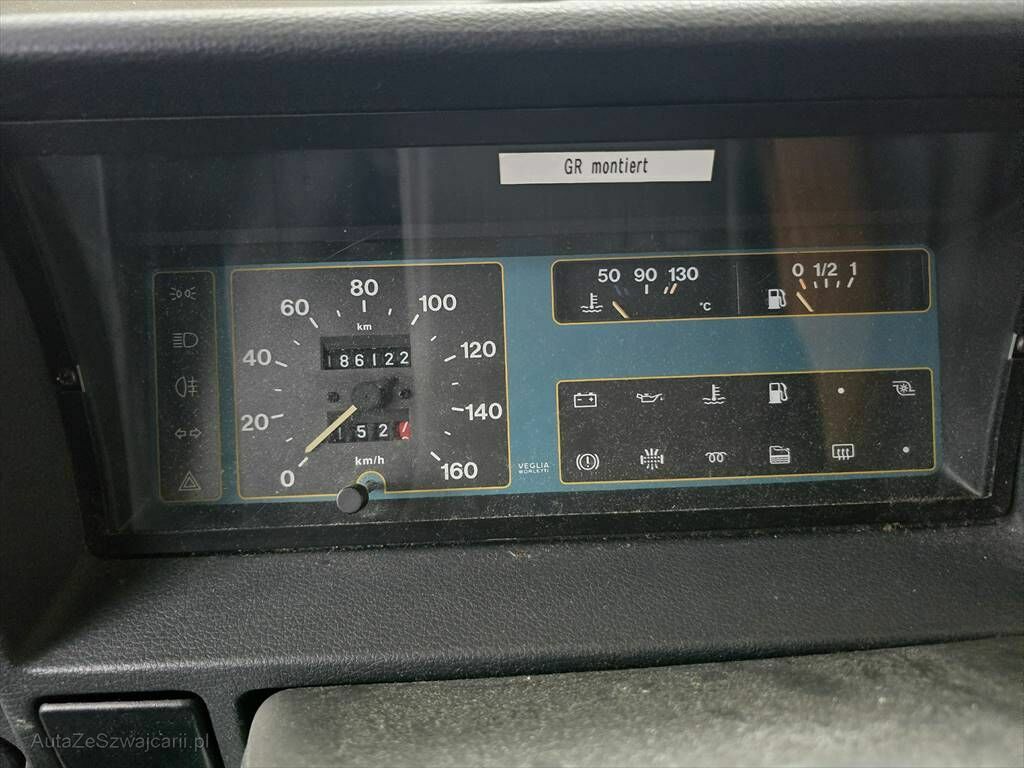 GR montiert
50 90 130
°C
0 1/2 1
0 20 40 60 80 100 120 140 160
km
186122
152
km/h
VEGLIA
BORLETTI
AutaZeSzwajcarii.pl